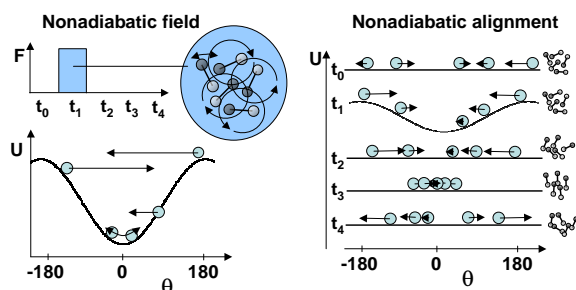 Nonadiabatic field
F
t0 t1 t2 t3 t4
U
-180 0 180
θ
Nonadiabatic alignment
U
t0
t1
t2
t3
t4
-180 0 180
θ